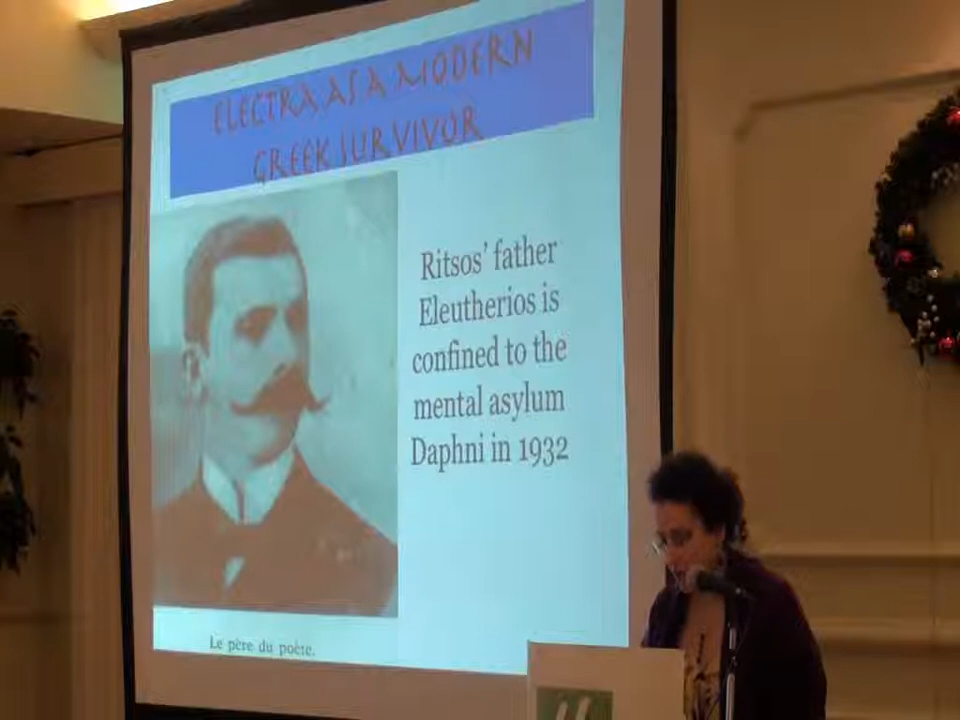 ELECTRA AS A MODERN
GREEK SURVIVOR
Ritsos’ father
Eleutherios is
confined to the
mental asylum
Daphni in 1932
Le père du poète.